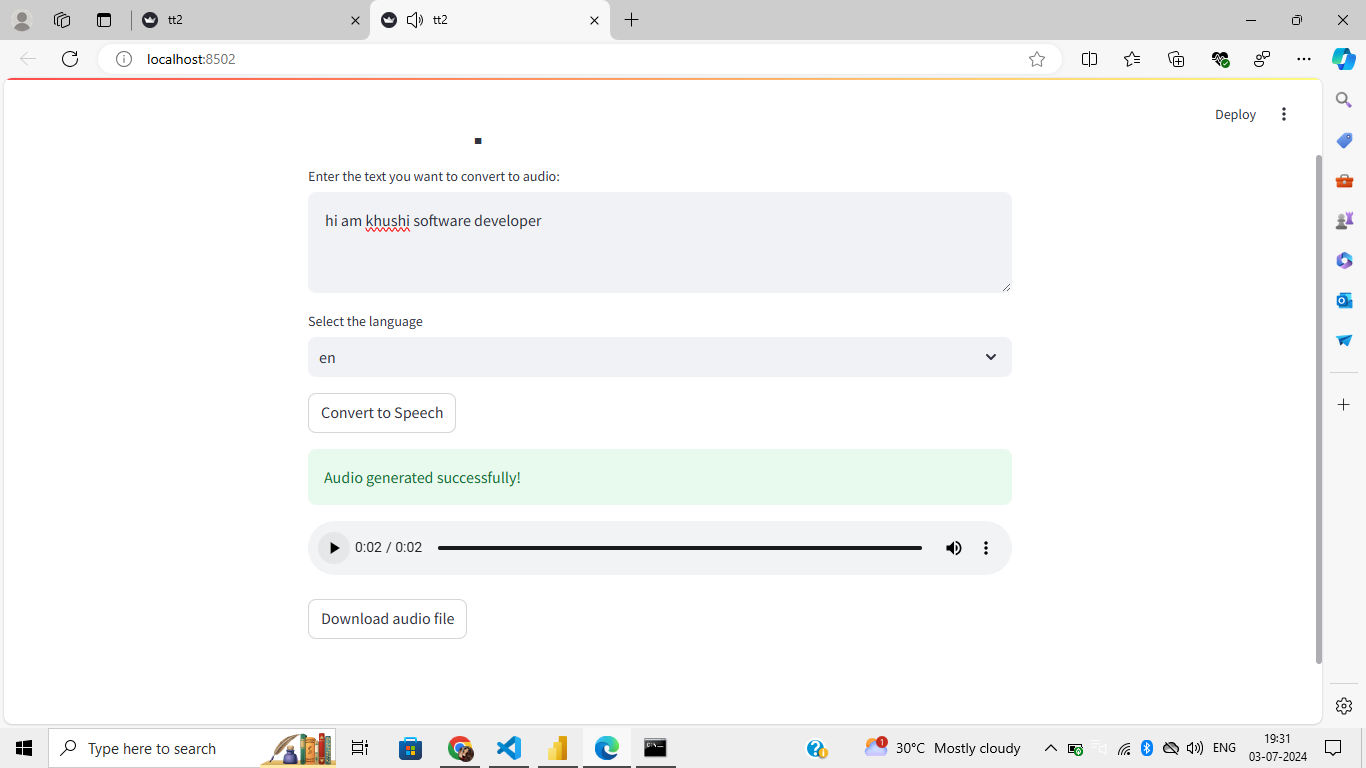 tt2
tt2
localhost:8502
Deploy
Enter the text you want to convert to audio:
hi am khushi software developer
Select the language
en
Convert to Speech
Audio generated successfully!
0:02 / 0:02
Download audio file
Type here to search
1
30°C Mostly cloudy
ENG
19:31
03-07-2024